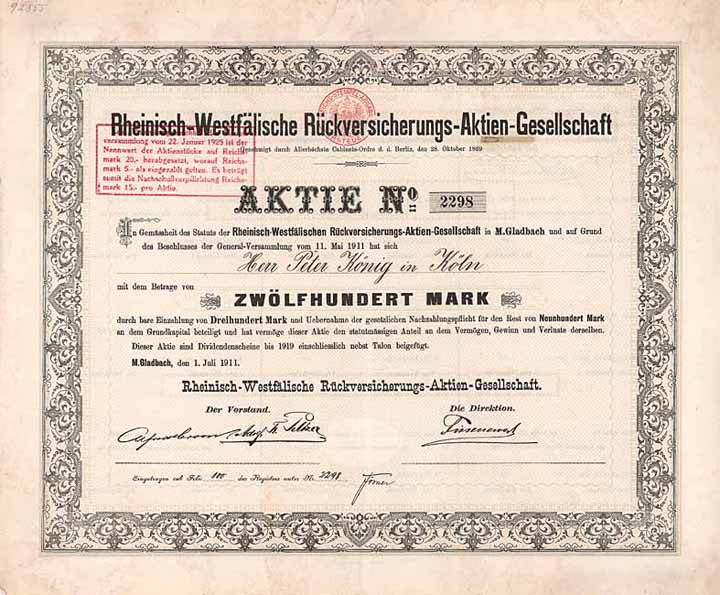 92855
Rheinisch-Westfälische Rückversicherungs-Aktien-Gesellschaft
Genehmigt durch Allerhöchste Cabinets-Ordre d. d. Berlin, den 28. Oktober 1869
versammlung vom 22. Januar 1925 ist der
Nennwert der Aktienstücke auf Reichs-
mark 20,- herabgesetzt, worauf Reichs-
mark 5.- als eingezahlt gelten. Es beträgt
somit die Nachschußverpflichtung Reichs-
mark 15.- pro Aktie.
AKTIE No. 2298
In Gemässheit des Statuts der Rheinisch-Westfälischen Rückversicherungs-Aktien-Gesellschaft in M.Gladbach und auf Grund
des Beschlusses der General-Versammlung vom 11. Mai 1911 hat sich
Herr Peter König in Köln
mit dem Betrage von
ZWÖLFHUNDERT MARK
durch bare Einzahlung von Dreihundert Mark und Uebernahme der gesetzlichen Nachzahlungspflicht für den Rest von Neunhundert Mark
an dem Grundkapital beteiligt und hat vermöge dieser Aktie den statutmässigen Anteil an dem Vermögen, Gewinn und Verluste derselben.
Dieser Aktie sind Dividendenscheine bis 1919 einschliesslich nebst Talon beigefügt.
M.Gladbach, den 1. Juli 1911.
Rheinisch-Westfälische Rückversicherungs-Aktien-Gesellschaft.
Der Vorstand. Die Direktion.
Eingetragen auf Folio des Registers unter Nr. 2298